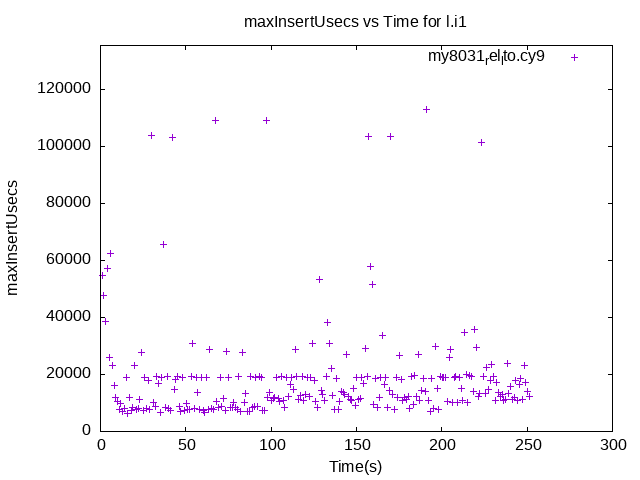 maxInsertUsecs vs Time for l.i1
my8031rellto.cy9
120000
100000
80000
60000
40000
20000
0
maxInsertUsecs
0 50 100 150 200 250 300
Time(s)